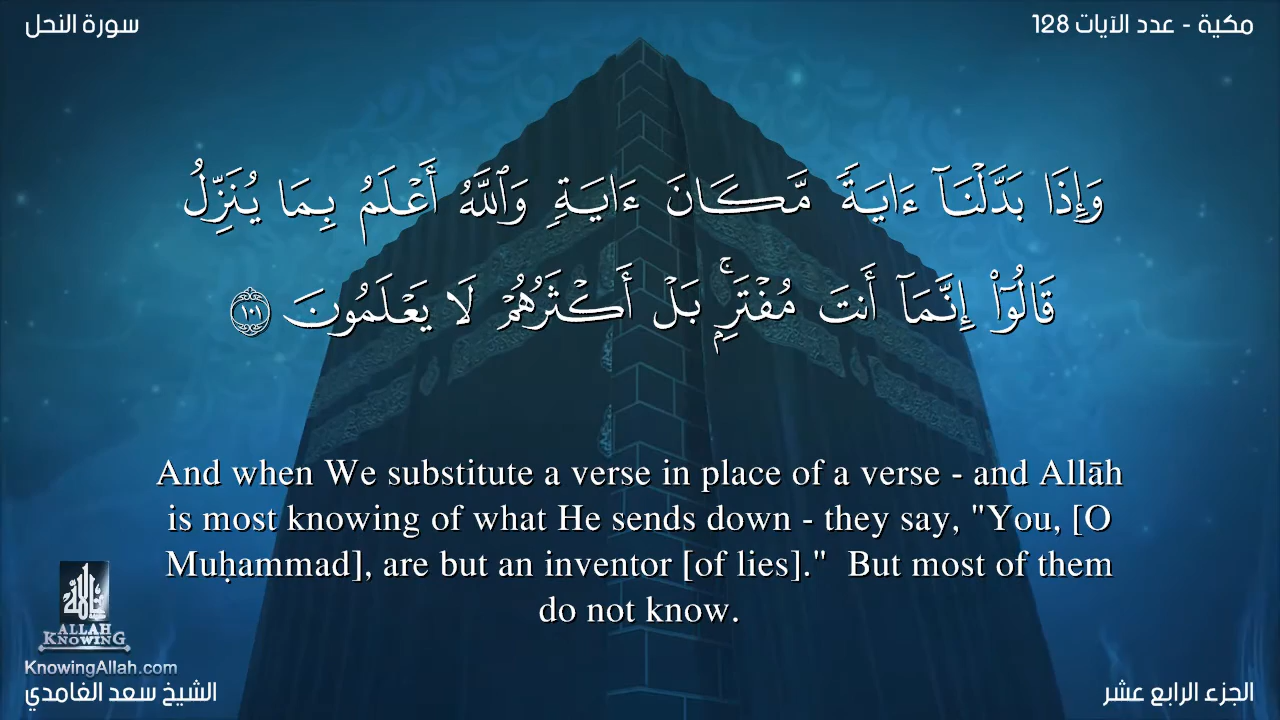 مكية - عدد الآيات 128
سورة النحل
وَإِذَا بَدَّلْنَآ ءَايَةً مَّكَانَ ءَايَةٍ وَٱللَّهُ أَعْلَمُ بِمَا يُنَزِّلُ
قَالُوٓا۟ إِنَّمَآ أَنتَ مُفْتَرٍۭ ۚ بَلْ أَكْثَرُهُمْ لَا يَعْلَمُونَ ١٠١
And when We substitute a verse in place of a verse - and Allāh
is most knowing of what He sends down - they say, "You, [O
Muḥammad], are but an inventor [of lies]."  But most of them
do not know.
الله
ALLAH
KNOWING
KnowingAllah.com
الجزء الرابع عشر
الشيخ سعد الغامدي